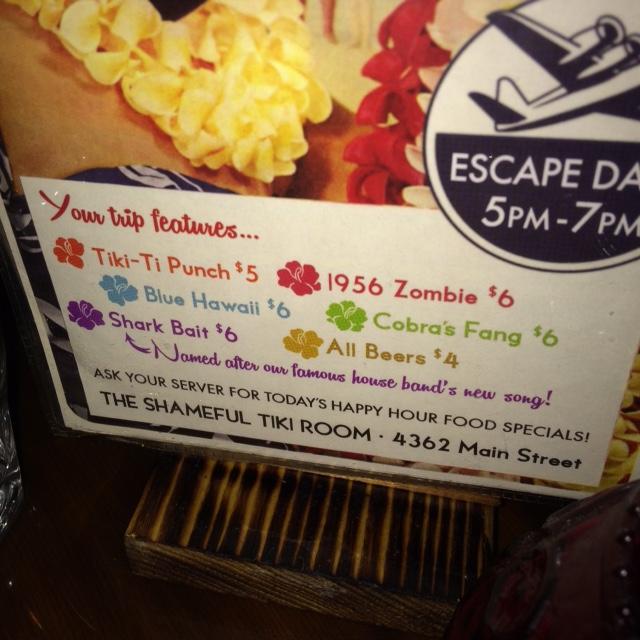 ESCAPE DA
5PM-7PM
Your trip features...
Tiki-Ti Punch $5
1956 Zombie $6
Blue Hawaii $6
Cobra's Fang $6
Shark Bait $6
All Beers $4
Named after our famous house band's new song!
ASK YOUR SERVER FOR TODAY'S HAPPY HOUR FOOD SPECIALS!
THE SHAMEFUL TIKI ROOM · 4362 Main Street